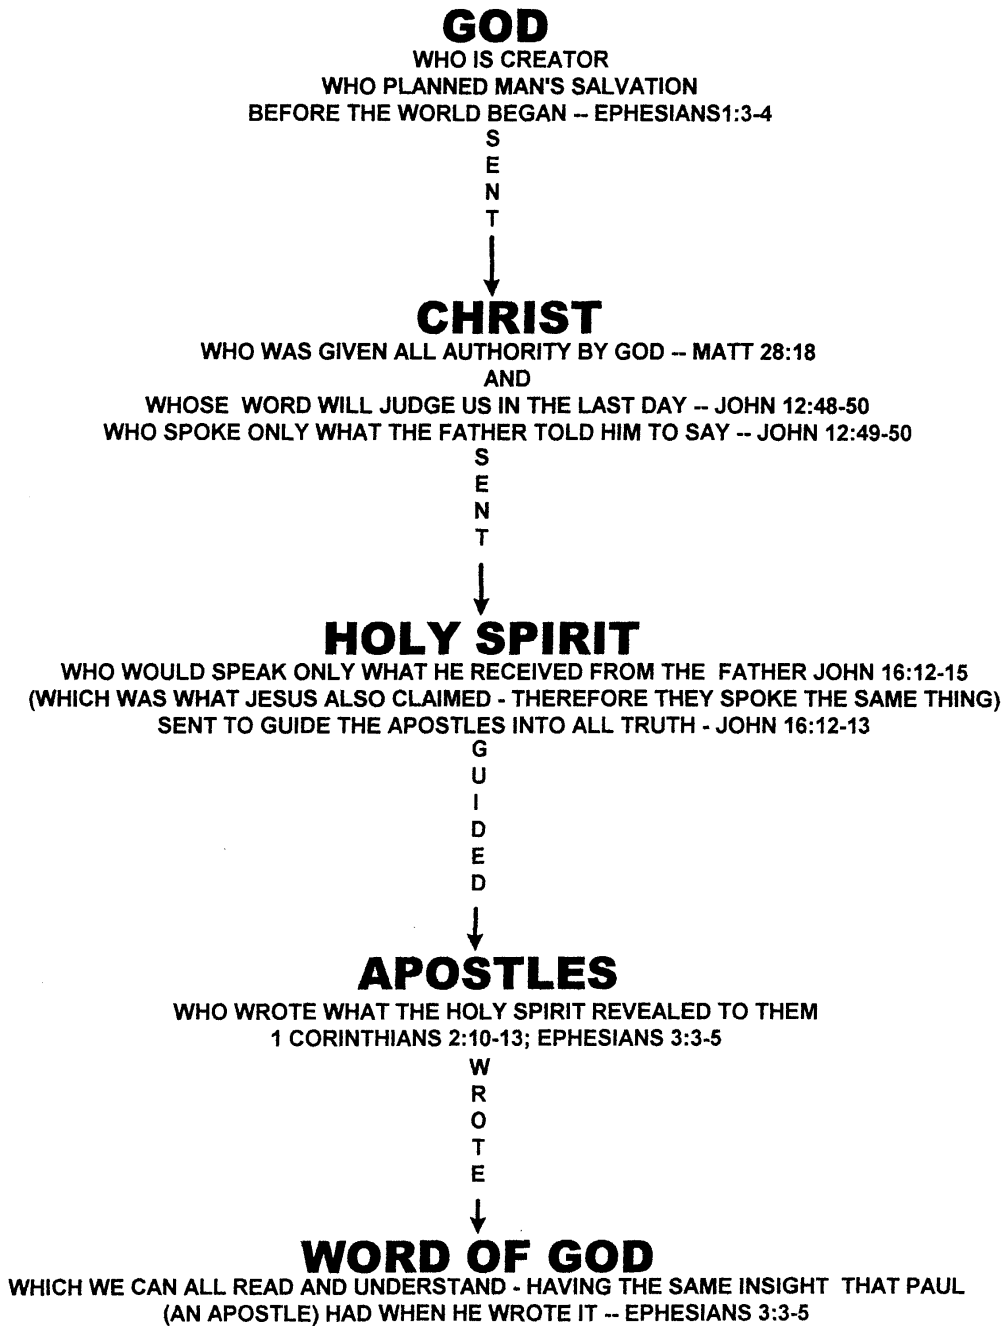 GOD
WHO IS CREATOR
WHO PLANNED MAN'S SALVATION
BEFORE THE WORLD BEGAN -- EPHESIANS1:3-4
S
E
N
T
CHRIST
WHO WAS GIVEN ALL AUTHORITY BY GOD -- MATT 28:18
AND
WHOSE WORD WILL JUDGE US IN THE LAST DAY -- JOHN 12:48-50
WHO SPOKE ONLY WHAT THE FATHER TOLD HIM TO SAY -- JOHN 12:49-50
S
E
N
T
HOLY SPIRIT
WHO WOULD SPEAK ONLY WHAT HE RECEIVED FROM THE FATHER JOHN 16:12-15
(WHICH WAS WHAT JESUS ALSO CLAIMED - THEREFORE THEY SPOKE THE SAME THING)
SENT TO GUIDE THE APOSTLES INTO ALL TRUTH - JOHN 16:12-13
G
U
I
D
E
D
APOSTLES
WHO WROTE WHAT THE HOLY SPIRIT REVEALED TO THEM
1 CORINTHIANS 2:10-13; EPHESIANS 3:3-5
W
R
O
T
E
WORD OF GOD
WHICH WE CAN ALL READ AND UNDERSTAND - HAVING THE SAME INSIGHT THAT PAUL
(AN APOSTLE) HAD WHEN HE WROTE IT -- EPHESIANS 3:3-5